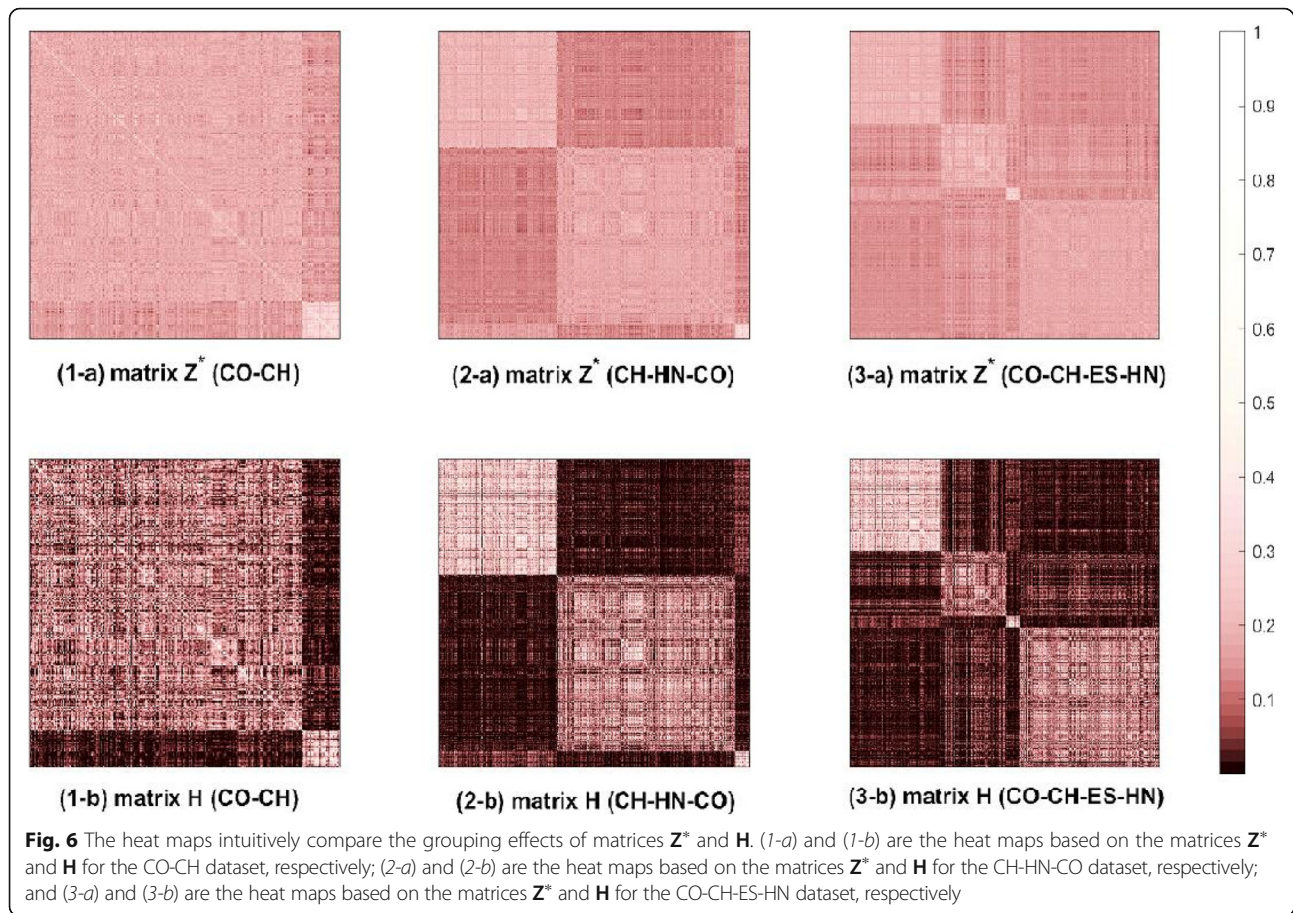 1
0.9
0.8
0.7
0.6
0.5
0.4
0.3
0.2
0.1
(1-a) matrix Z* (CO-CH)
(2-a) matrix Z* (CH-HN-CO)
(3-a) matrix Z* (CO-CH-ES-HN)
(1-b) matrix H (CO-CH)
(2-b) matrix H (CH-HN-CO)
(3-b) matrix H (CO-CH-ES-HN)
Fig. 6 The heat maps intuitively compare the grouping effects of matrices Z* and H. (1-a) and (1-b) are the heat maps based on the matrices Z*
and H for the CO-CH dataset, respectively; (2-a) and (2-b) are the heat maps based on the matrices Z* and H for the CH-HN-CO dataset, respectively;
and (3-a) and (3-b) are the heat maps based on the matrices Z* and H for the CO-CH-ES-HN dataset, respectively